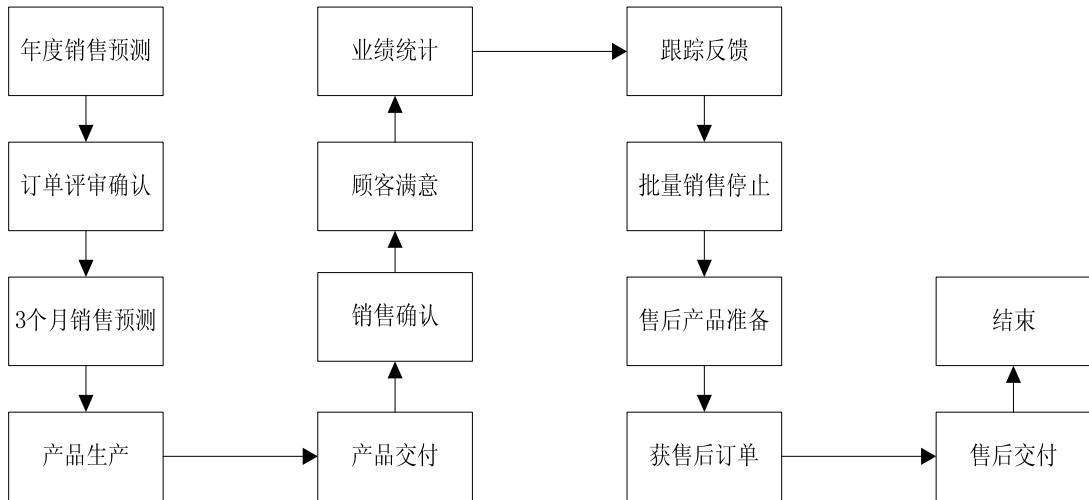 年度销售预测
订单评审确认
3个月销售预测
产品生产
产品交付
销售确认
顾客满意
业绩统计
跟踪反馈
批量销售停止
售后产品准备
获售后订单
售后交付
结束